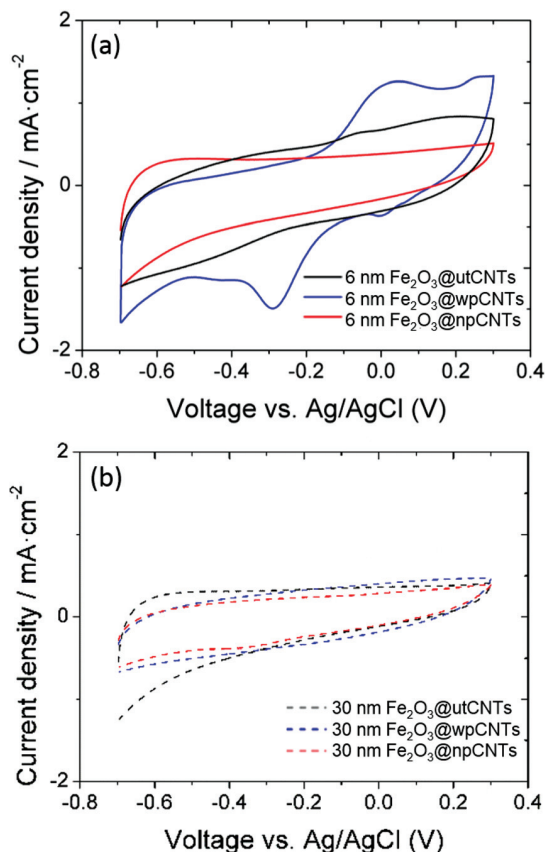 (a)
2
0
-2
Current density / mA·cm⁻²
6 nm Fe₂O₃@utCNTs
6 nm Fe₂O₃@wpCNTs
6 nm Fe₂O₃@npCNTs
-0.8 -0.6 -0.4 -0.2 0.0 0.2 0.4
Voltage vs. Ag/AgCl (V)
(b)
2
0
-2
Current density / mA·cm⁻²
30 nm Fe₂O₃@utCNTs
30 nm Fe₂O₃@wpCNTs
30 nm Fe₂O₃@npCNTs
-0.8 -0.6 -0.4 -0.2 0.0 0.2 0.4
Voltage vs. Ag/AgCl (V)